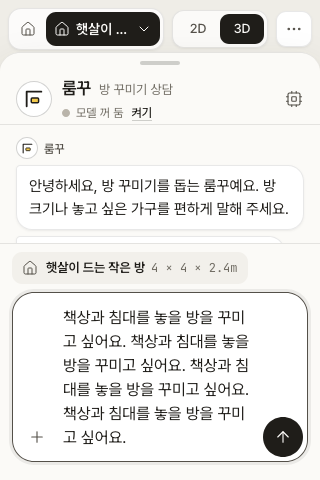 햇살이 ...
2D
3D
룸꾸 방 꾸미기 상담
모델 꺼 둠 켜기
룸꾸
안녕하세요, 방 꾸미기를 돕는 룸꾸예요. 방
크기나 놓고 싶은 가구를 편하게 말해 주세요.
햇살이 드는 작은 방 4 × 4 × 2.4m
책상과 침대를 놓을 방을 꾸미
고 싶어요. 책상과 침대를 놓을
방을 꾸미고 싶어요. 책상과 침
대를 놓을 방을 꾸미고 싶어요.
책상과 침대를 놓을 방을 꾸미
고 싶어요.